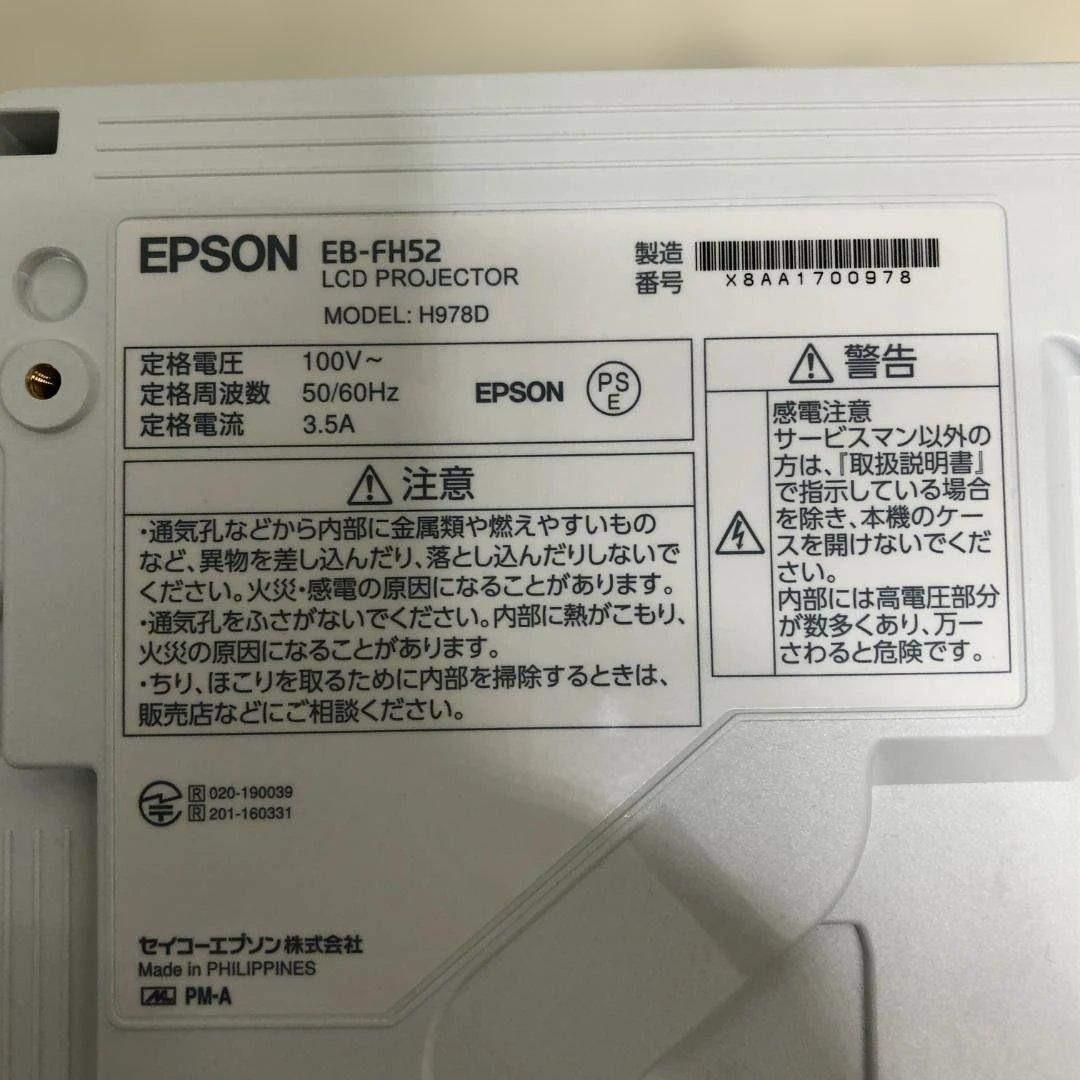 EPSON EB-FH52
LCD PROJECTOR
MODEL: H978D
製造
番号
X8AA1700978
定格電圧 100V～
定格周波数 50/60Hz
定格電流 3.5A
EPSON
PS
E
注意
・通気孔などから内部に金属類や燃えやすいもの
など、異物を差し込んだり、落とし込んだりしないで
ください。火災・感電の原因になることがあります。
・通気孔をふさがないでください。内部に熱がこもり、
火災の原因になることがあります。
・ちり、ほこりを取るために内部を掃除するときは、
販売店などにご相談ください。
警告
感電注意
サービスマン以外の
方は、『取扱説明書』
で指示している場合
を除き、本機のケー
スを開けないでくだ
さい。
内部には高電圧部分
が数多くあり、万一
さわると危険です。
R 020-190039
R 201-160331
セイコーエプソン株式会社
Made in PHILIPPINES
PM-A